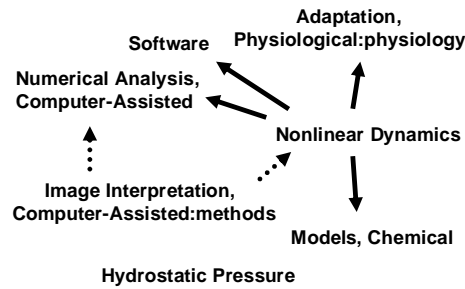 Adaptation,
Physiological:physiology
Software
Numerical Analysis,
Computer-Assisted
Nonlinear Dynamics
Image Interpretation,
Computer-Assisted:methods
Models, Chemical
Hydrostatic Pressure